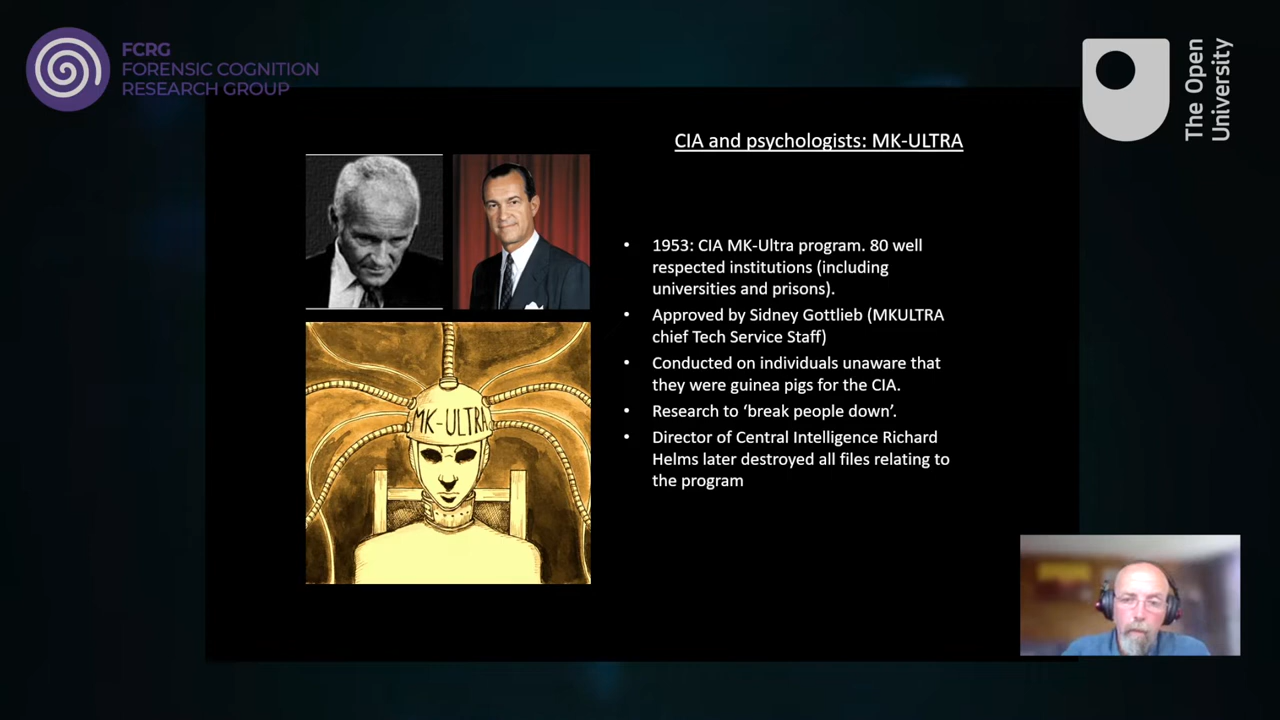 FCRG
FORENSIC COGNITION
RESEARCH GROUP
The Open
University
CIA and psychologists: MK-ULTRA
• 1953: CIA MK-Ultra program. 80 well
respected institutions (including
universities and prisons).
• Approved by Sidney Gottlieb (MKULTRA
chief Tech Service Staff)
• Conducted on individuals unaware that
they were guinea pigs for the CIA.
• Research to ‘break people down’.
• Director of Central Intelligence Richard
Helms later destroyed all files relating to
the program
MK-ULTRA